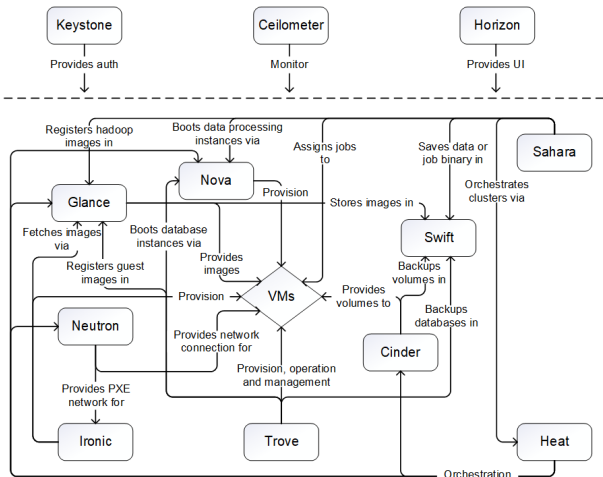 Keystone
Ceilometer
Horizon
Provides auth
Monitor
Provides UI
Registers hadoop
images in
Boots data processing
instances via
Assigns jobs
to
Saves data or
job binary in
Sahara
Orchestrates
clusters via
Nova
Provision
Glance
Stores images in
Swift
Fetches images
via
Boots database
instances via
Provides
images
Registers guest
images in
Backups
volumes in
Provision
VMs
Provides
volumes to
Backups
databases in
Neutron
Provides network
connection for
Cinder
Provision, operation
and management
Provides PXE
network for
Ironic
Trove
Heat
Orchestration